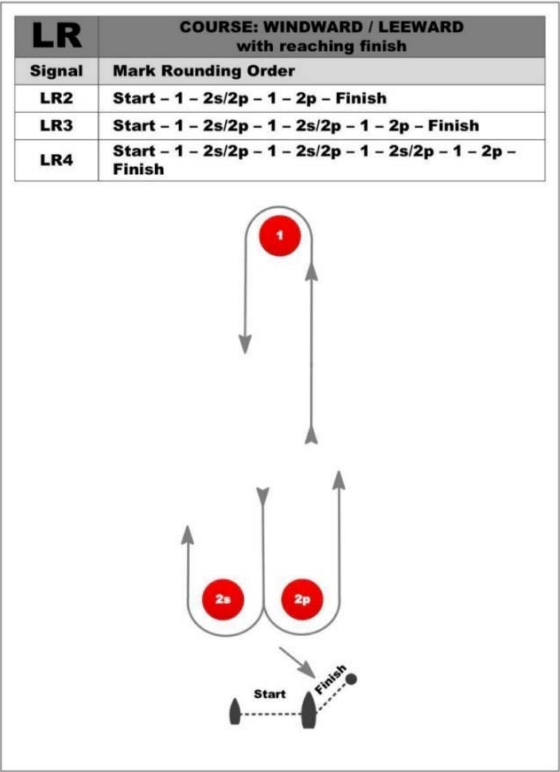 LR
COURSE: WINDWARD / LEEWARD
with reaching finish
Signal Mark Rounding Order
LR2 Start – 1 – 2s/2p – 1 – 2p – Finish
LR3 Start – 1 – 2s/2p – 1 – 2s/2p – 1 – 2p – Finish
LR4 Start – 1 – 2s/2p – 1 – 2s/2p – 1 – 2s/2p – 1 – 2p –
Finish
1
2s 2p
Start Finish